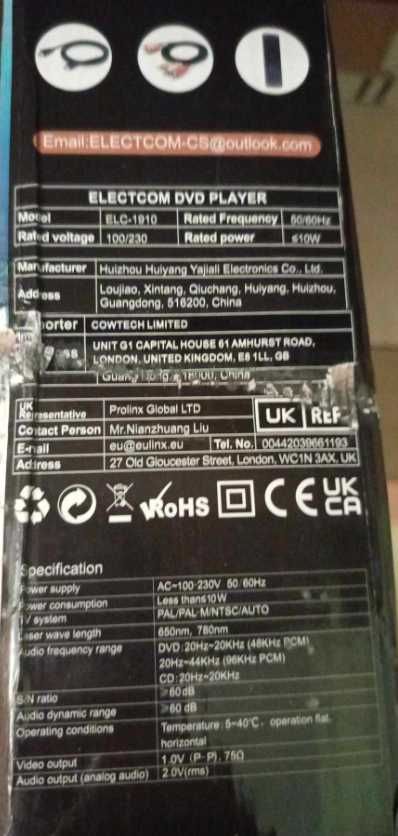 Email:ELECTCOM-CS@outlook.com
ELECTCOM DVD PLAYER
Model ELC-1910 Rated Frequency 50/60Hz
Rated voltage 100/230 Rated power ≤10W
Manufacturer Huizhou Huiyang Yajiali Electronics Co., Ltd.
Address Loujiao, Xintang, Qiuchang, Huiyang, Huizhou,
Guangdong, 516200, China
orter COWTECH LIMITED
UNIT G1 CAPITAL HOUSE 61 AMHURST ROAD,
LONDON, UNITED KINGDOM, E8 1LL, GB
China
UK
Representative Prolinx Global LTD UK REP
Contact Person Mr.Nianzhuang Liu
E-mail eu@eulinx.eu Tel. No. 00442039661193
Address 27 Old Gloucester Street, London, WC1N 3AX, UK
RoHS CE UK
CA
Specification
Power supply AC~100-230V 50/60Hz
Power consumption Less than≤10W
TV system PAL/PAL-M/NTSC/AUTO
Laser wave length 650nm, 780nm
Audio frequency range DVD:20Hz~20KHz (48KHz PCM)
20Hz~44KHz (96KHz PCM)
CD:20Hz~20KHz
S/N ratio ≥60dB
Audio dynamic range ≥60 dB
Operating conditions Temperature:5~40°C, operation flat,
horizontal
Video output 1.0V (P-P), 75Ω
Audio output (analog audio) 2.0V(rms)